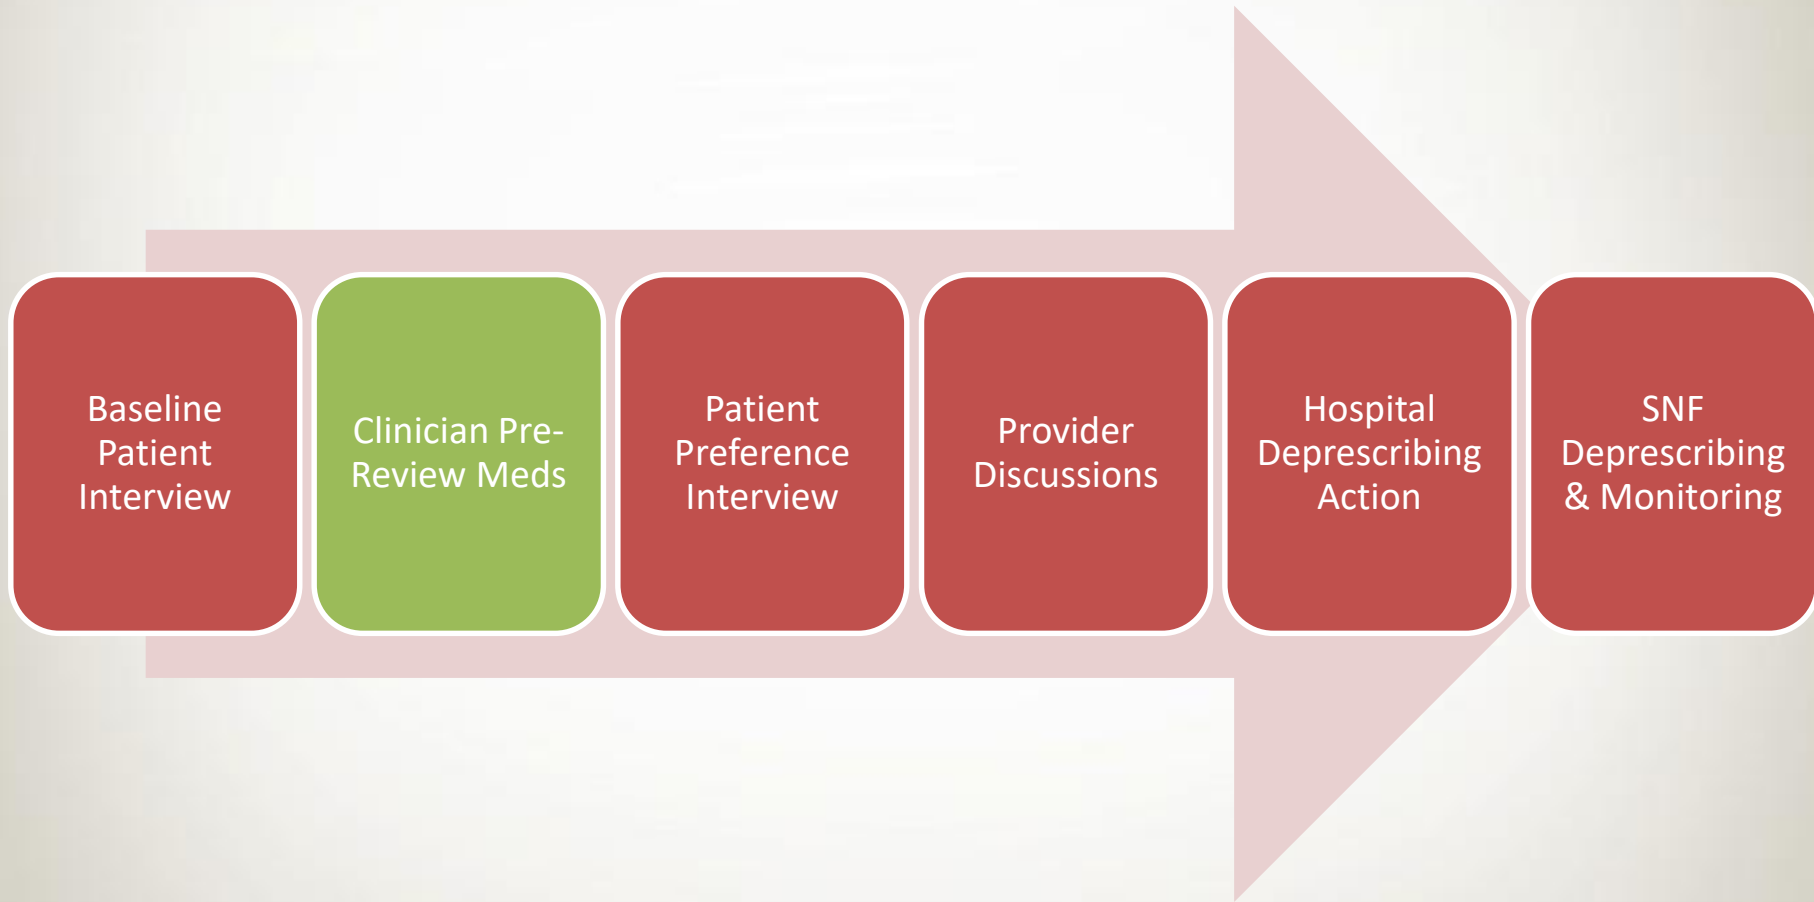 Baseline
Patient
Interview
Clinician Pre-
Review Meds
Patient
Preference
Interview
Provider
Discussions
Hospital
Deprescribing
Action
SNF
Deprescribing
& Monitoring